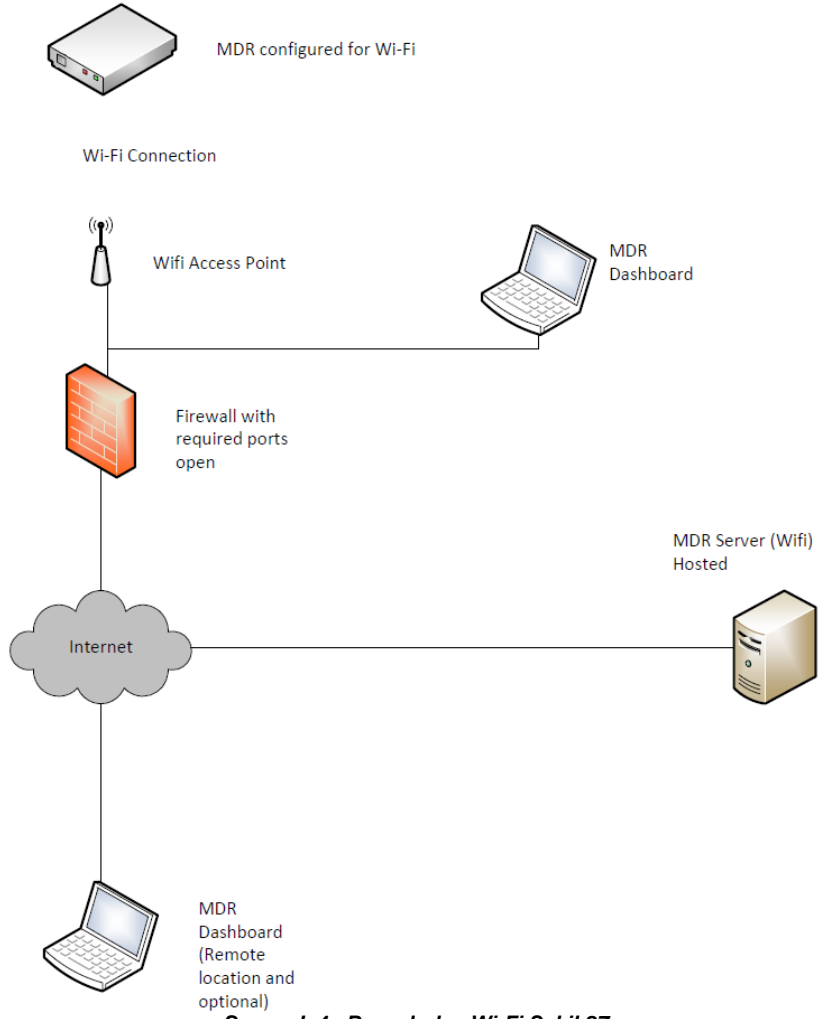 MDR configured for Wi-Fi
Wi-Fi Connection
Wifi Access Point
MDR
Dashboard
Firewall with
required ports
open
MDR Server (Wifi)
Hosted
Internet
MDR
Dashboard
(Remote
location and
optional)